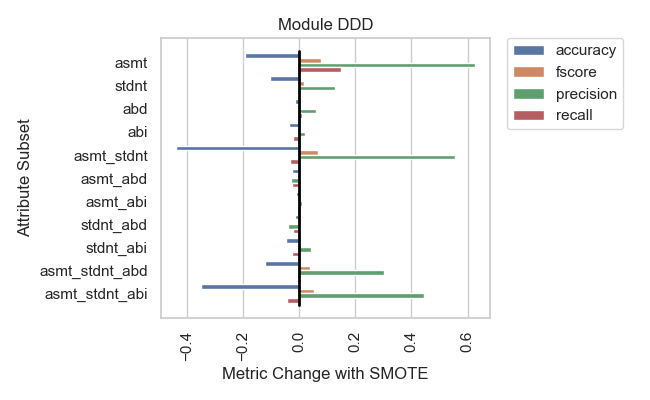 Module DDD
accuracy
fscore
precision
recall
Attribute Subset
asmt
stdnt
abd
abi
asmt_stdnt
asmt_abd
asmt_abi
stdnt_abd
stdnt_abi
asmt_stdnt_abd
asmt_stdnt_abi
−0.4
−0.2
0.0
0.2
0.4
0.6
Metric Change with SMOTE